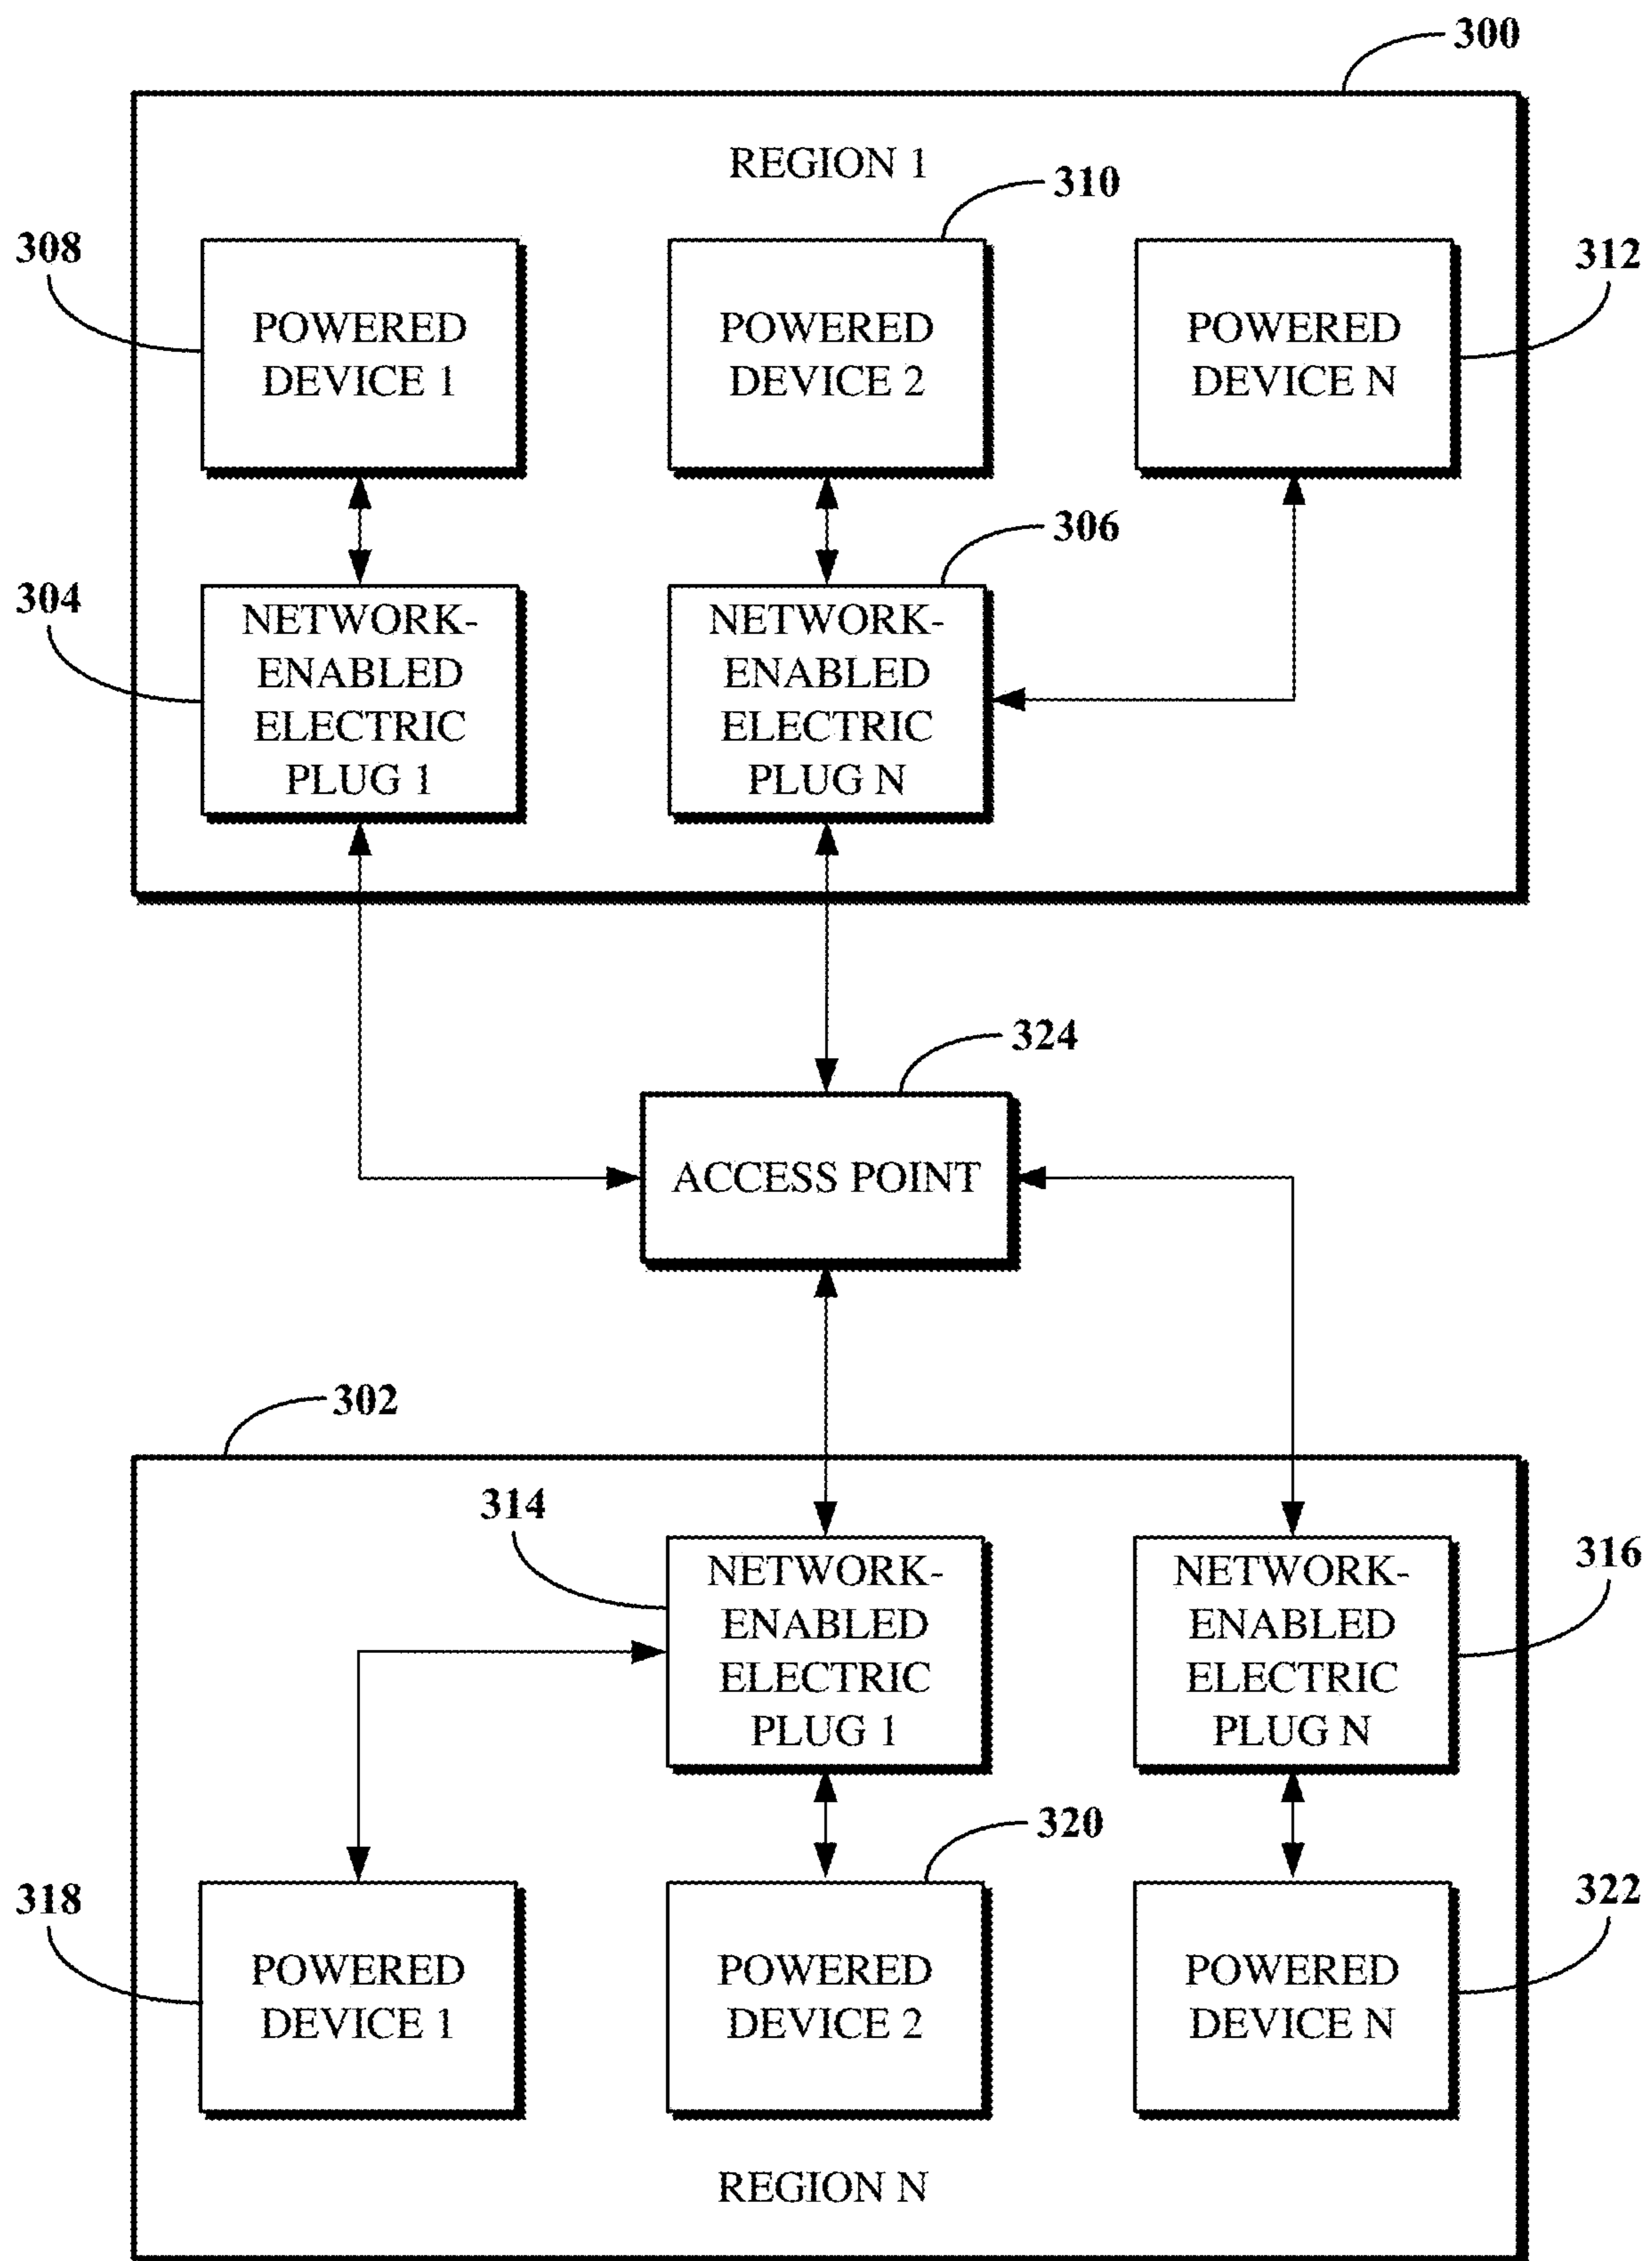 300
REGION 1
310
308
312
POWERED
DEVICE 1
POWERED
DEVICE 2
POWERED
DEVICE N
306
304
NETWORK-
ENABLED
ELECTRIC
PLUG 1
NETWORK-
ENABLED
ELECTRIC
PLUG N
324
ACCESS POINT
302
314
316
NETWORK-
ENABLED
ELECTRIC
PLUG 1
NETWORK-
ENABLED
ELECTRIC
PLUG N
320
318
322
POWERED
DEVICE 1
POWERED
DEVICE 2
POWERED
DEVICE N
REGION N